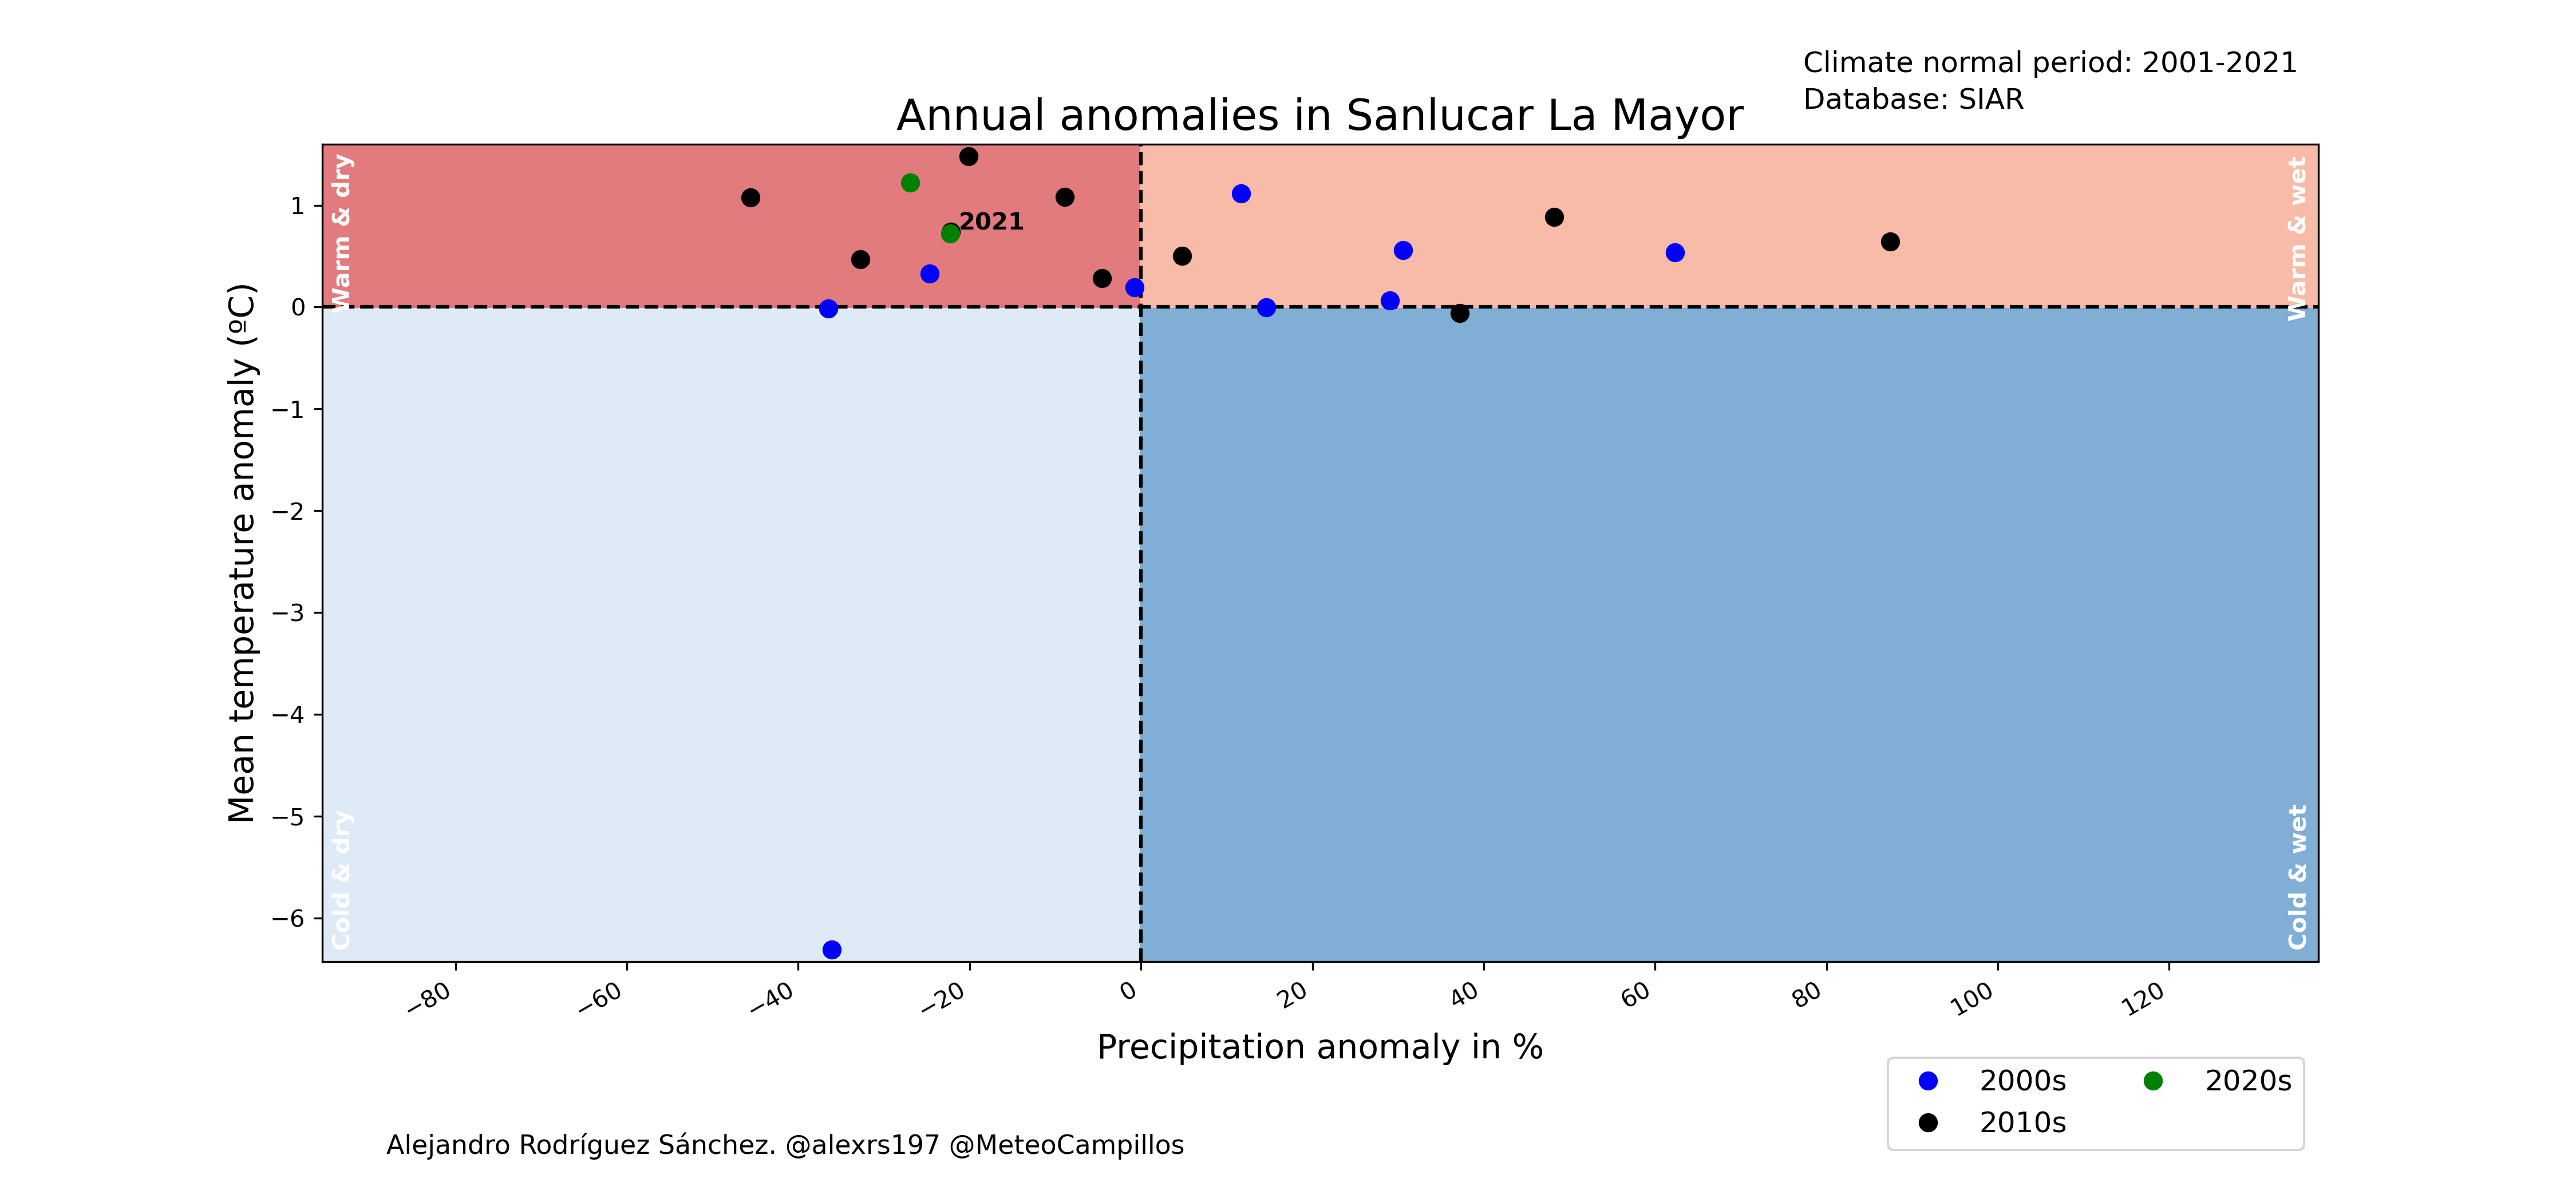 Climate normal period: 2001-2021
Database: SIAR
Annual anomalies in Sanlucar La Mayor
Warm & dry
Warm & wet
2021
Cold & dry
Cold & wet
Mean temperature anomaly (ºC)
1
0
−1
−2
−3
−4
−5
−6
−80
−60
−40
−20
0
20
40
60
80
100
120
Precipitation anomaly in %
2000s
2020s
2010s
Alejandro Rodríguez Sánchez. @alexrs197 @MeteoCampillos